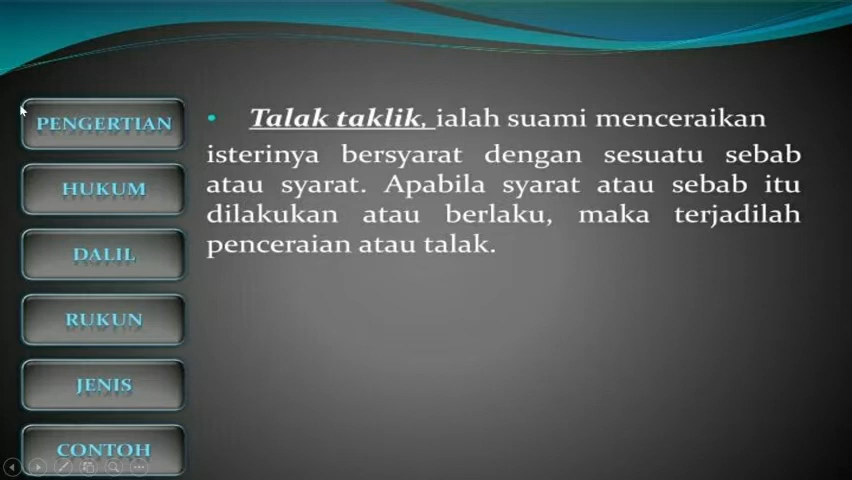 PENGERTIAN
HUKUM
DALIL
RUKUN
JENIS
CONTOH
• Talak taklik, ialah suami menceraikan
isterinya bersyarat dengan sesuatu sebab
atau syarat. Apabila syarat atau sebab itu
dilakukan atau berlaku, maka terjadilah
penceraian atau talak.